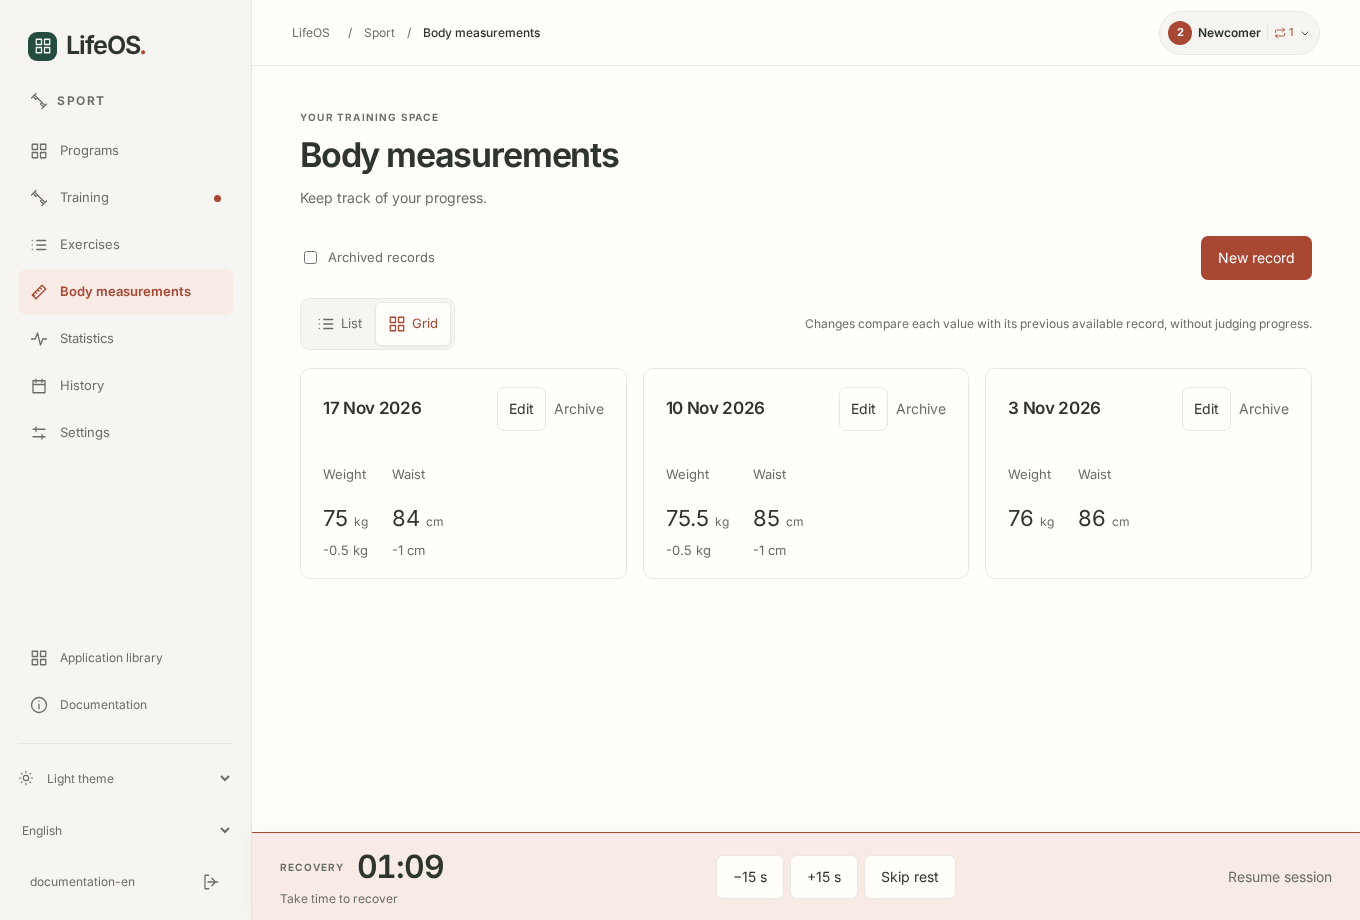 LifeOS.
SPORT
Programs
Training
Exercises
Body measurements
Statistics
History
Settings
Application library
Documentation
Light theme
English
documentation-en
LifeOS / Sport / Body measurements
2 Newcomer 1
YOUR TRAINING SPACE
Body measurements
Keep track of your progress.
Archived records
New record
List Grid
Changes compare each value with its previous available record, without judging progress.
17 Nov 2026 Edit Archive
Weight Waist
75 kg 84 cm
-0.5 kg -1 cm
10 Nov 2026 Edit Archive
Weight Waist
75.5 kg 85 cm
-0.5 kg -1 cm
3 Nov 2026 Edit Archive
Weight Waist
76 kg 86 cm
RECOVERY 01:09
Take time to recover
−15 s +15 s Skip rest
Resume session